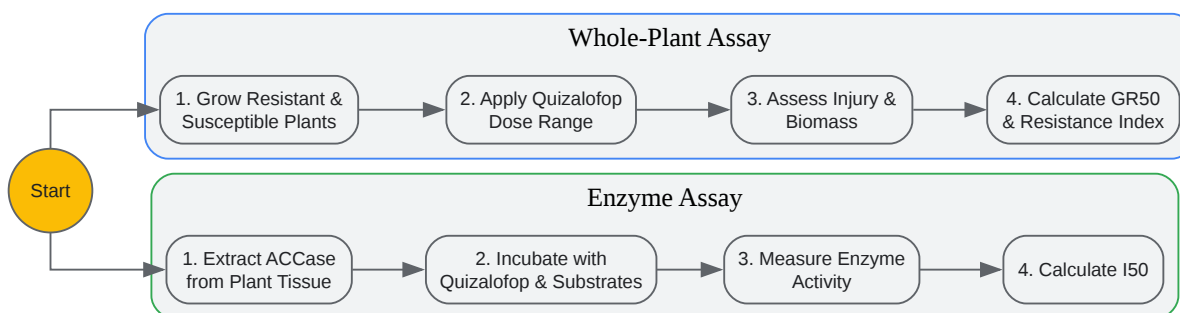 Whole-Plant Assay
1. Grow Resistant &
Susceptible Plants
2. Apply Quizalofop
Dose Range
3. Assess Injury &
Biomass
4. Calculate GR50
& Resistance Index
Start
Enzyme Assay
1. Extract ACCase
from Plant Tissue
2. Incubate with
Quizalofop & Substrates
3. Measure Enzyme
Activity
4. Calculate I50